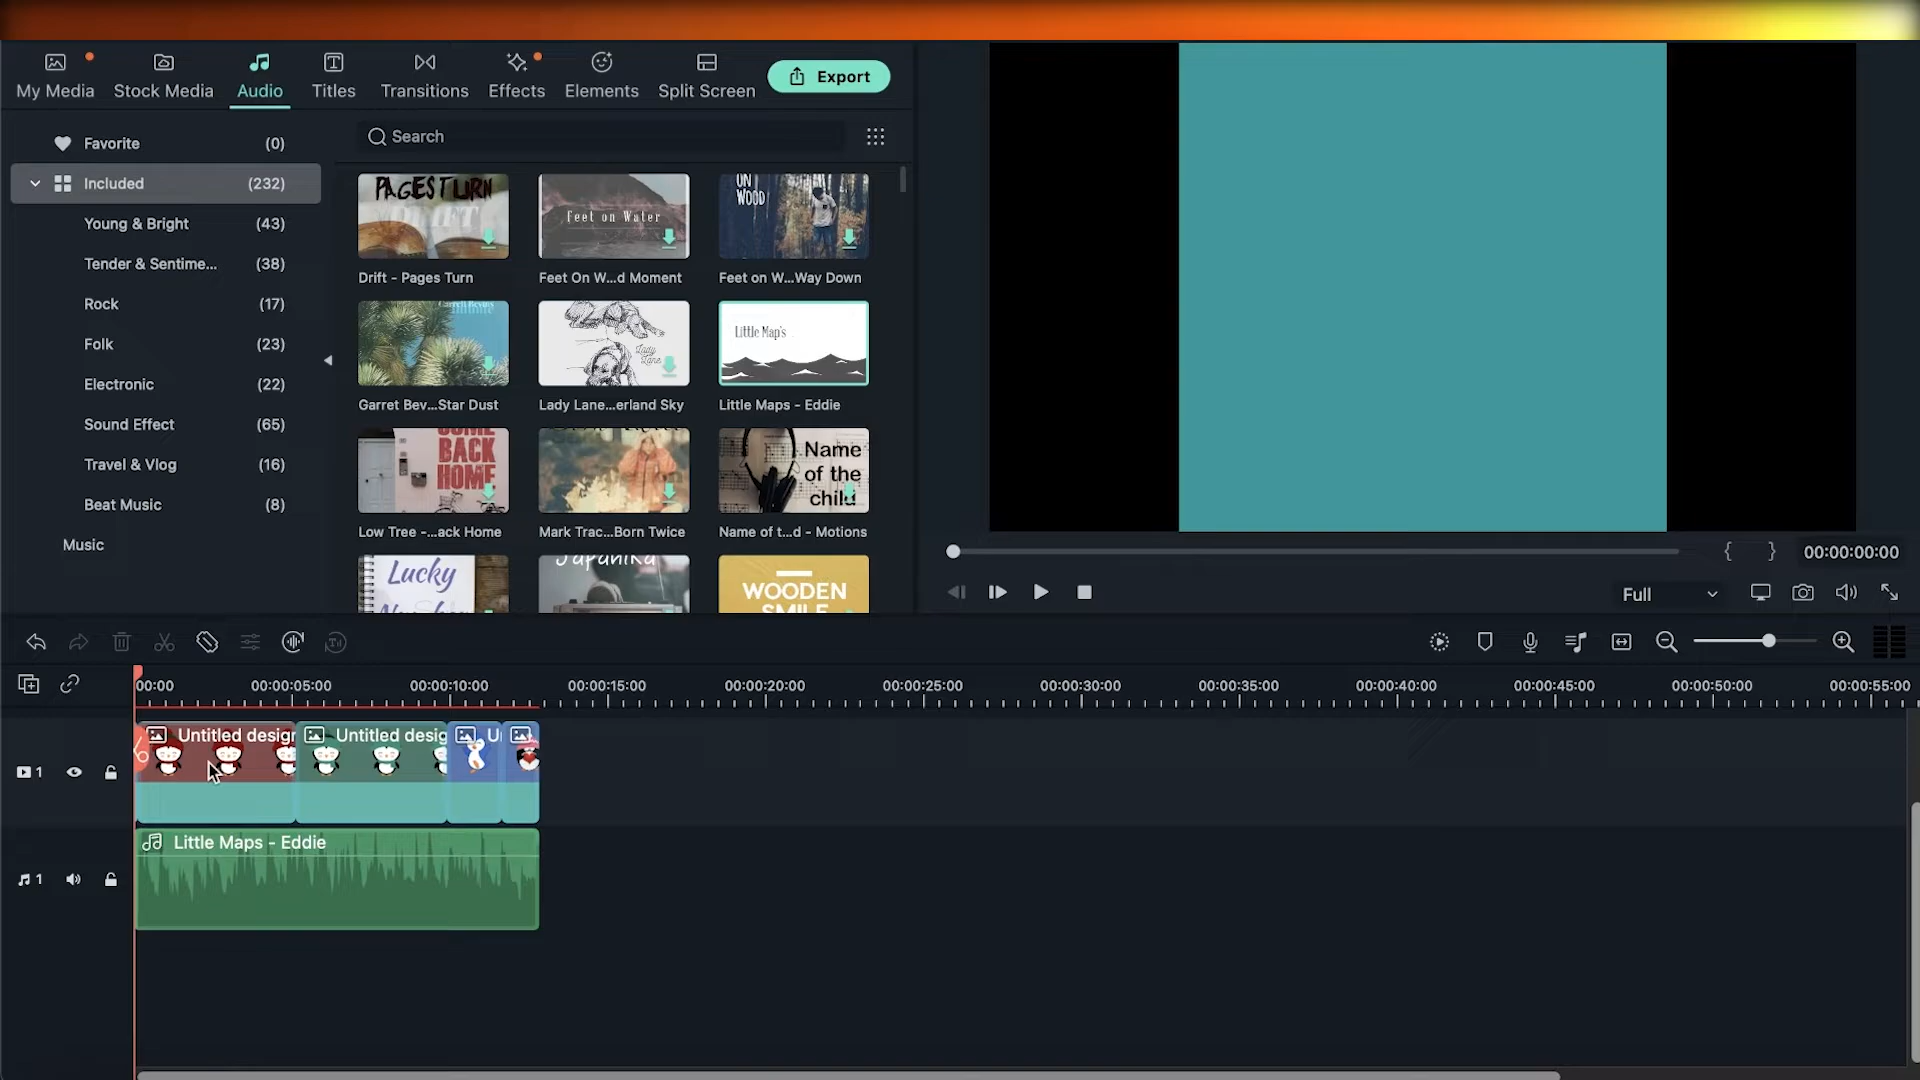 My Media
Stock Media
Audio
Titles
Transitions
Effects
Elements
Split Screen
Export
Favorite (0)
Included (232)
Young & Bright (43)
Tender & Sentime... (38)
Rock (17)
Folk (23)
Electronic (22)
Sound Effect (65)
Travel & Vlog (16)
Beat Music (8)
Music
Search
PAGES TURN
Feet on Water
ON
WOOD
Drift - Pages Turn
Feet On W...d Moment
Feet on W...Way Down
Lady
Lane
Little Map's
Garret Bev...Star Dust
Lady Lane...erland Sky
Little Maps - Eddie
BACK
HOME
Name
of the
child
Low Tree -...ack Home
Mark Trac...Born Twice
Name of t...d - Motions
Lucky
Japanika
WOODEN
SMILE
00:00:00:00
Full
00:00
00:00:05:00
00:00:10:00
00:00:15:00
00:00:20:00
00:00:25:00
00:00:30:00
00:00:35:00
00:00:40:00
00:00:45:00
00:00:50:00
00:00:55:00
1
Untitled design
Untitled desig
U
1
Little Maps - Eddie